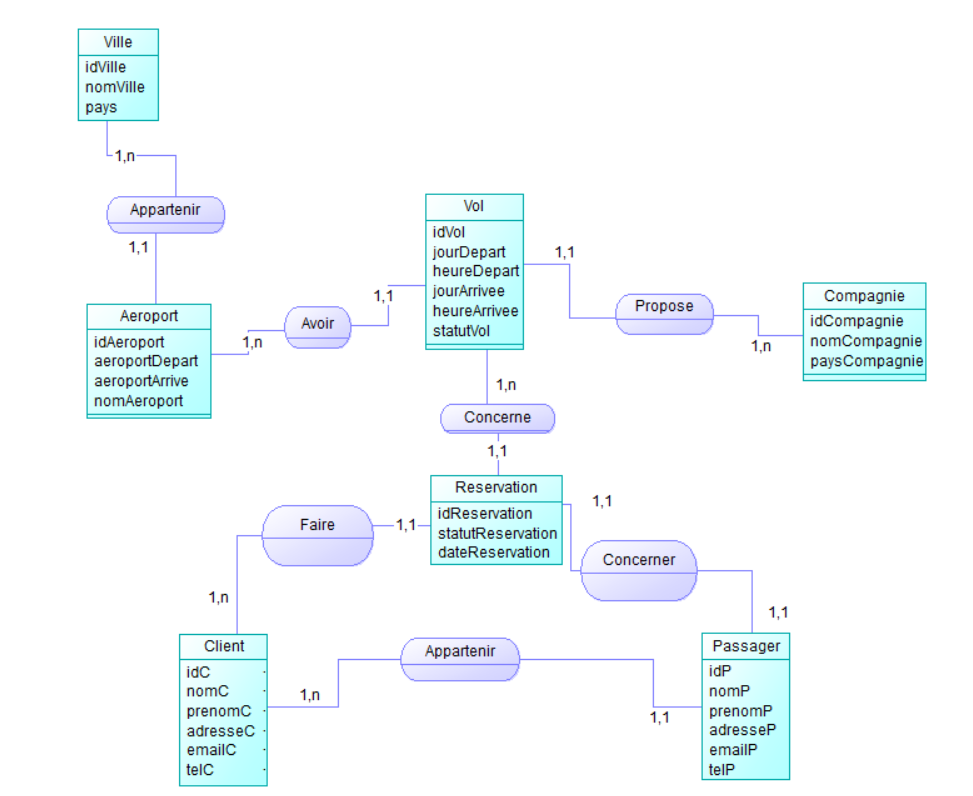 Ville
idVille
nomVille
pays
1,n
Appartenir
1,1
Aeroport
idAeroport
aeroportDepart
aeroportArrive
nomAeroport
1,n
Avoir
1,1
Vol
idVol
jourDepart
heureDepart
jourArrivee
heureArrivee
statutVol
1,1
Propose
1,n
Compagnie
idCompagnie
nomCompagnie
paysCompagnie
1,n
Concerne
1,1
Reservation
idReservation
statutReservation
dateReservation
1,1
Faire
1,n
1,1
Concerner
1,1
Client
idC
nomC
prenomC
adresseC
emailC
telC
1,n
Appartenir
1,1
Passager
idP
nomP
prenomP
adresseP
emailP
telP